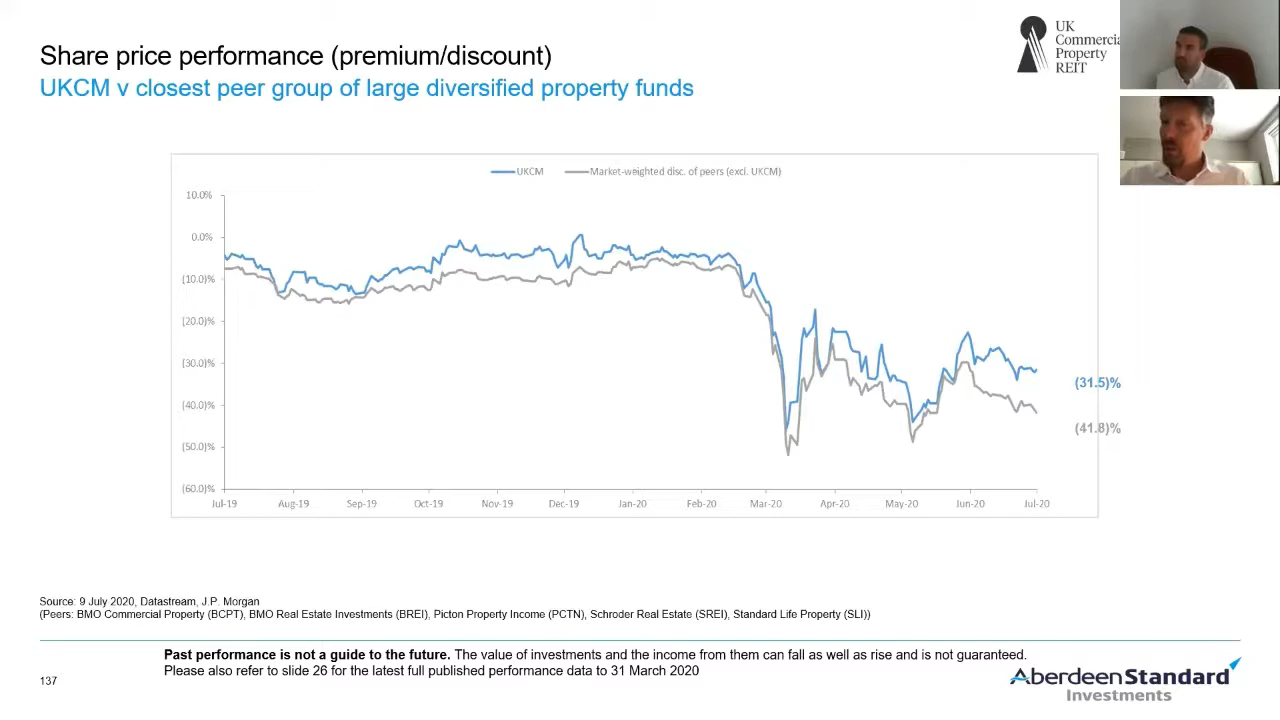 Share price performance (premium/discount)
UKCM v closest peer group of large diversified property funds
UK
Commercia
Property
REIT
UKCM
Market-weighted disc. of peers (excl. UKCM)
10.0%
0.0%
(10.0)%
(20.0)%
(30.0)%
(40.0)%
(50.0)%
(60.0)%
Jul-19 Aug-19 Sep-19 Oct-19 Nov-19 Dec-19 Jan-20 Feb-20 Mar-20 Apr-20 May-20 Jun-20 Jul-20
(31.5)%
(41.8)%
Source: 9 July 2020, Datastream, J.P. Morgan
(Peers: BMO Commercial Property (BCPT), BMO Real Estate Investments (BREI), Picton Property Income (PCTN), Schroder Real Estate (SREI), Standard Life Property (SLI))
Past performance is not a guide to the future. The value of investments and the income from them can fall as well as rise and is not guaranteed.
Please also refer to slide 26 for the latest full published performance data to 31 March 2020
137
AberdeenStandard
Investments